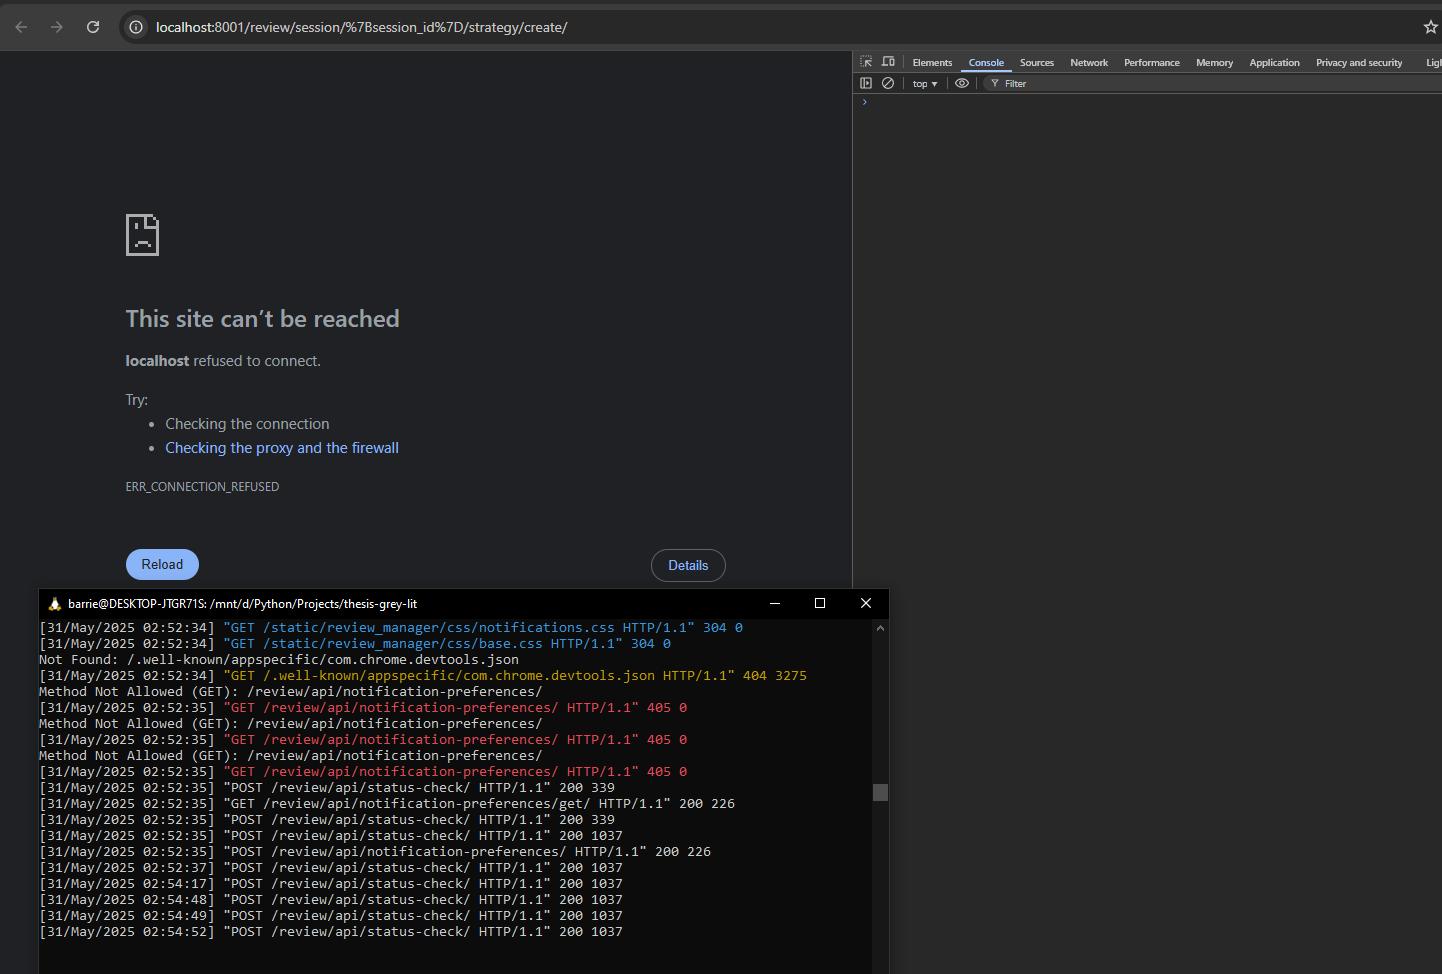 localhost:8001/review/session/%7Bsession_id%7D/strategy/create/
Elements Console Sources Network Performance Memory Application Privacy and security Ligh
top ▼ Filter
›
This site can’t be reached
localhost refused to connect.
Try:
• Checking the connection
• Checking the proxy and the firewall
ERR_CONNECTION_REFUSED
Reload Details
barrie@DESKTOP-JTGR71S: /mnt/d/Python/Projects/thesis-grey-lit
[31/May/2025 02:52:34] "GET /static/review_manager/css/notifications.css HTTP/1.1" 304 0
[31/May/2025 02:52:34] "GET /static/review_manager/css/base.css HTTP/1.1" 304 0
Not Found: /.well-known/appspecific/com.chrome.devtools.json
[31/May/2025 02:52:34] "GET /.well-known/appspecific/com.chrome.devtools.json HTTP/1.1" 404 3275
Method Not Allowed (GET): /review/api/notification-preferences/
[31/May/2025 02:52:35] "GET /review/api/notification-preferences/ HTTP/1.1" 405 0
Method Not Allowed (GET): /review/api/notification-preferences/
[31/May/2025 02:52:35] "GET /review/api/notification-preferences/ HTTP/1.1" 405 0
Method Not Allowed (GET): /review/api/notification-preferences/
[31/May/2025 02:52:35] "GET /review/api/notification-preferences/ HTTP/1.1" 405 0
[31/May/2025 02:52:35] "POST /review/api/status-check/ HTTP/1.1" 200 339
[31/May/2025 02:52:35] "GET /review/api/notification-preferences/get/ HTTP/1.1" 200 226
[31/May/2025 02:52:35] "POST /review/api/status-check/ HTTP/1.1" 200 339
[31/May/2025 02:52:35] "POST /review/api/status-check/ HTTP/1.1" 200 1037
[31/May/2025 02:52:35] "POST /review/api/notification-preferences/ HTTP/1.1" 200 226
[31/May/2025 02:52:37] "POST /review/api/status-check/ HTTP/1.1" 200 1037
[31/May/2025 02:54:17] "POST /review/api/status-check/ HTTP/1.1" 200 1037
[31/May/2025 02:54:48] "POST /review/api/status-check/ HTTP/1.1" 200 1037
[31/May/2025 02:54:49] "POST /review/api/status-check/ HTTP/1.1" 200 1037
[31/May/2025 02:54:52] "POST /review/api/status-check/ HTTP/1.1" 200 1037